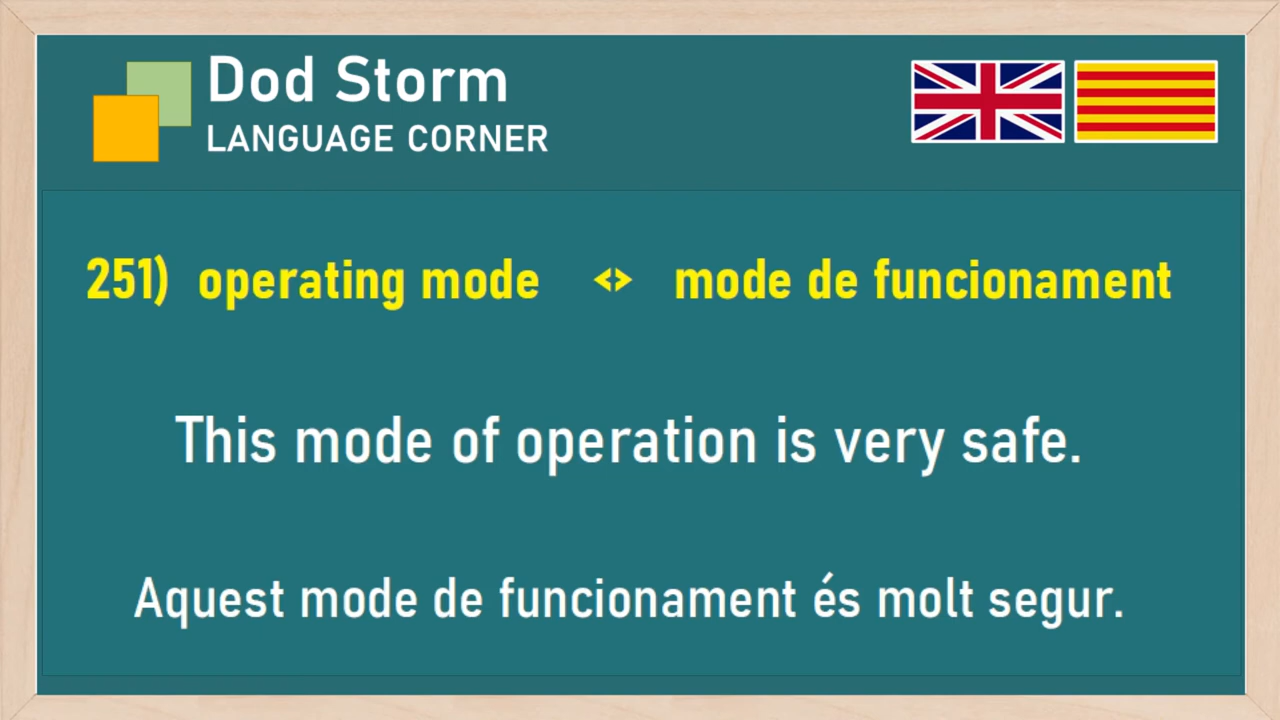 Dod Storm
LANGUAGE CORNER
251) operating mode <> mode de funcionament
This mode of operation is very safe.
Aquest mode de funcionament és molt segur.